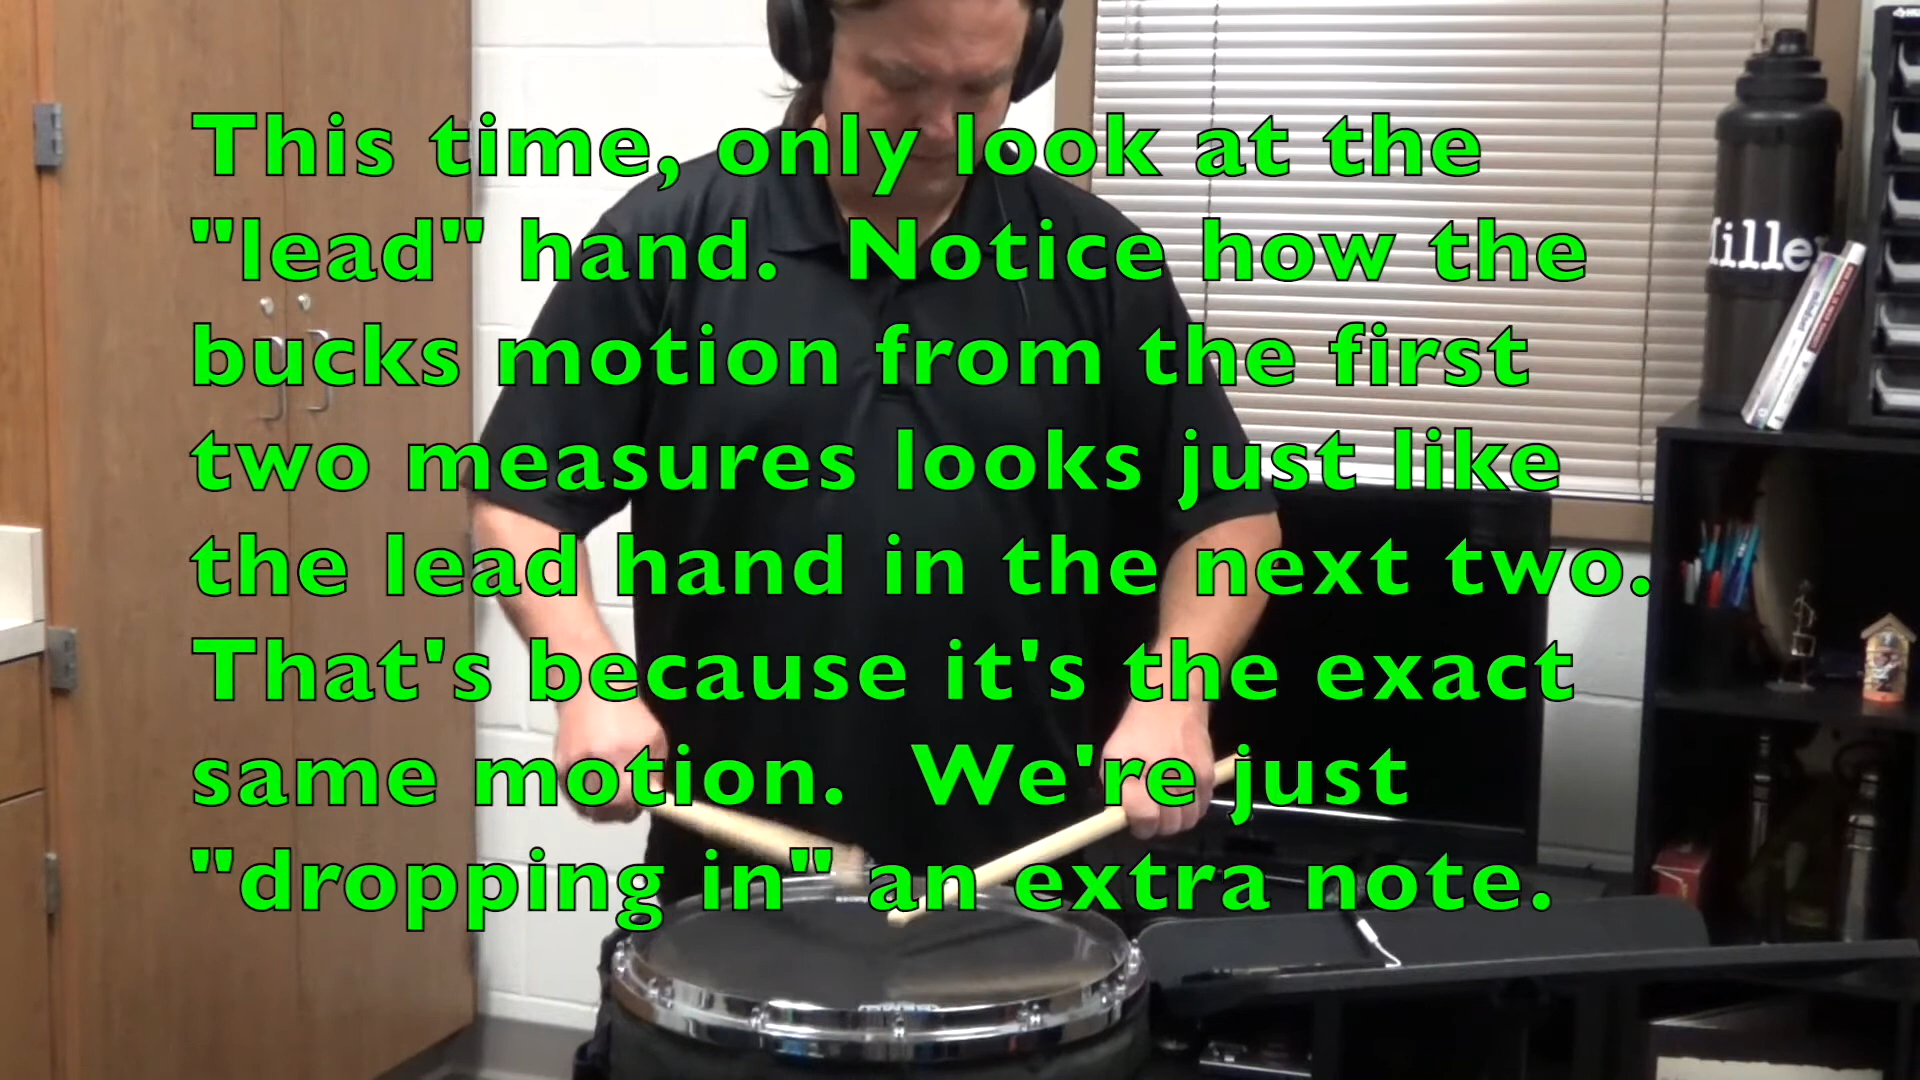 This time, only look at the
"lead" hand.  Notice how the
bucks motion from the first
two measures looks just like
the lead hand in the next two.
That's because it's the exact
same motion.  We're just
"dropping in" an extra note.